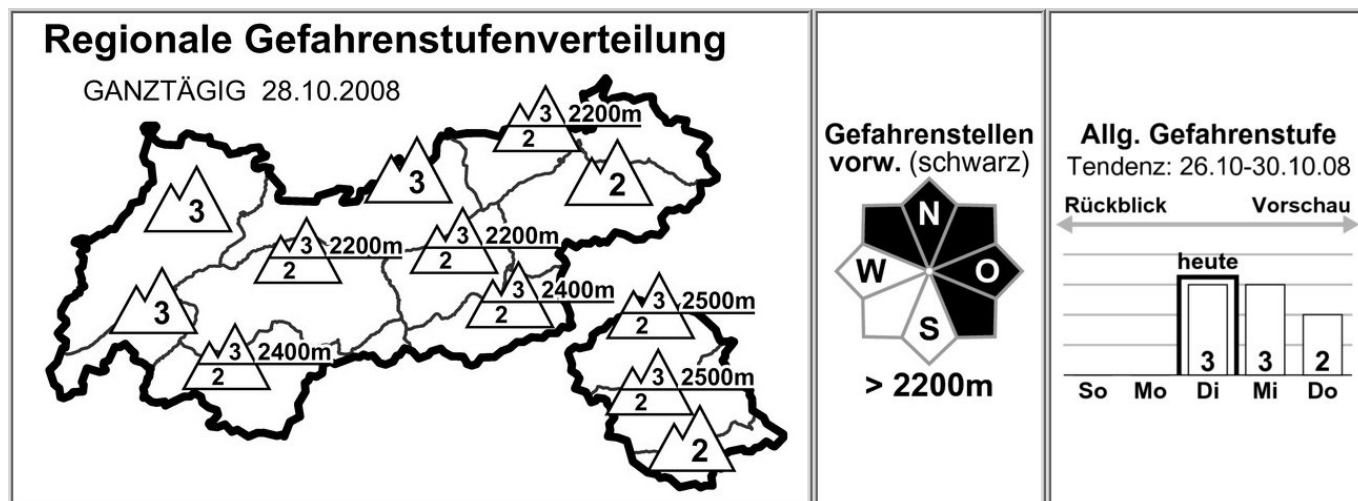 Regionale Gefahrenstufenverteilung
GANZTÄGIG 28.10.2008
3 2200m
2
3
2
3
3 2200m
2
3 2200m
2
3
3 2400m
2
3 2400m
2
3 2500m
2
3 2500m
2
2
Gefahrenstellen
vorw. (schwarz)
N
W O
S
> 2200m
Allg. Gefahrenstufe
Tendenz: 26.10-30.10.08
Rückblick Vorschau
heute
3 3 2
So Mo Di Mi Do